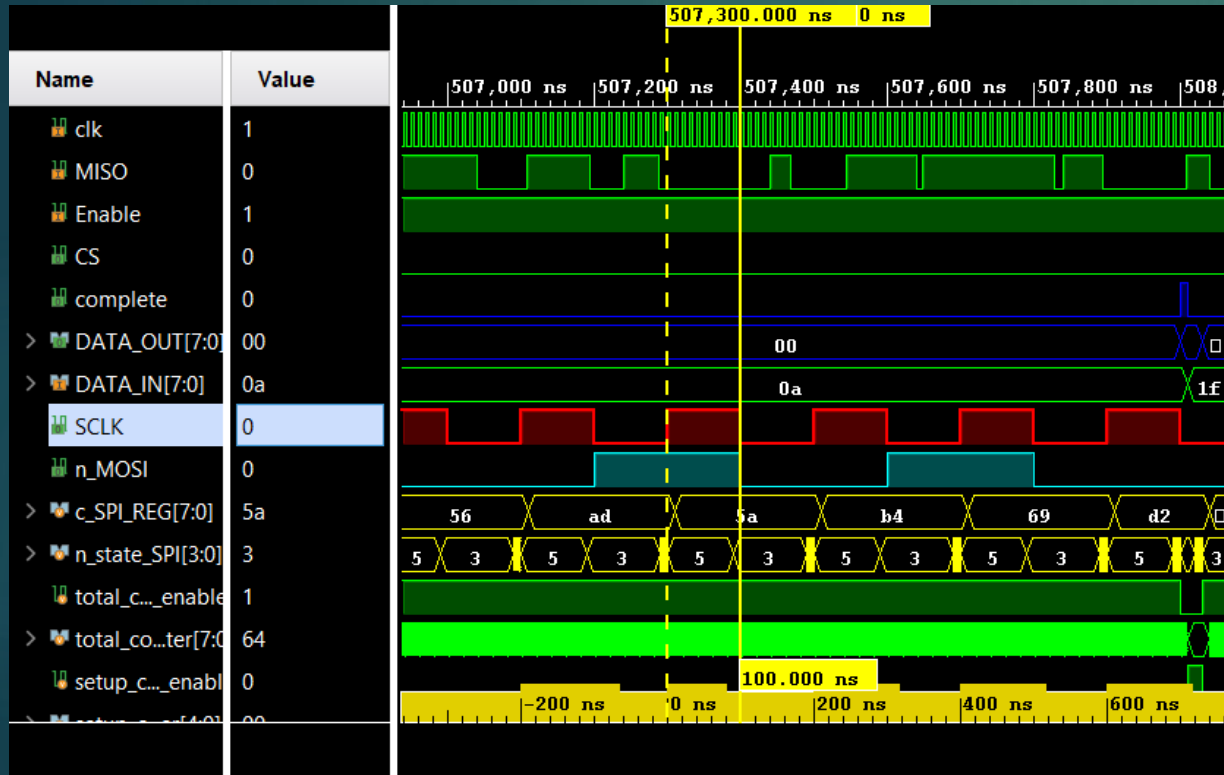 507,300.000 ns 0 ns
Name Value
507,000 ns 507,200 ns 507,400 ns 507,600 ns 507,800 ns 508,
clk 1
MISO 0
Enable 1
CS 0
complete 0
DATA_OUT[7:0] 00 00
DATA_IN[7:0] 0a 0a 1f
SCLK 0
n_MOSI 0
c_SPI_REG[7:0] 5a 56 ad 5a b4 69 d2
n_state_SPI[3:0] 3 5 3 5 3 5 3 5 3 5 3 5 3
total_c..._enable 1
total_co...ter[7:0 64
setup_c..._enabl 0
100.000 ns
-200 ns 0 ns 200 ns 400 ns 600 ns